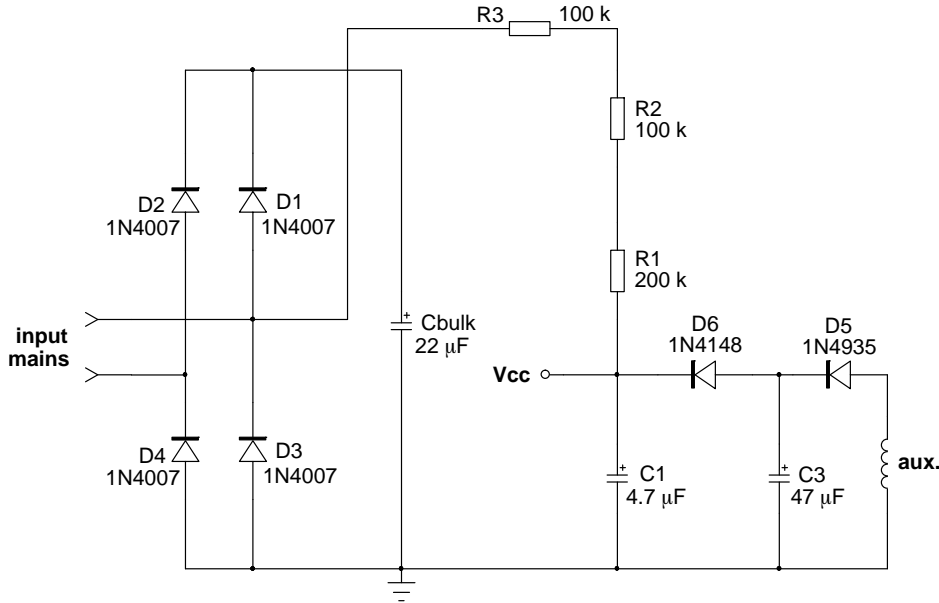 R3
100 k
R2
100 k
D2
1N4007
D1
1N4007
R1
200 k
input
mains
Cbulk
22 μF
+
Vcc
D6
1N4148
D5
1N4935
D4
1N4007
D3
1N4007
+
C1
4.7 μF
+
C3
47 μF
aux.